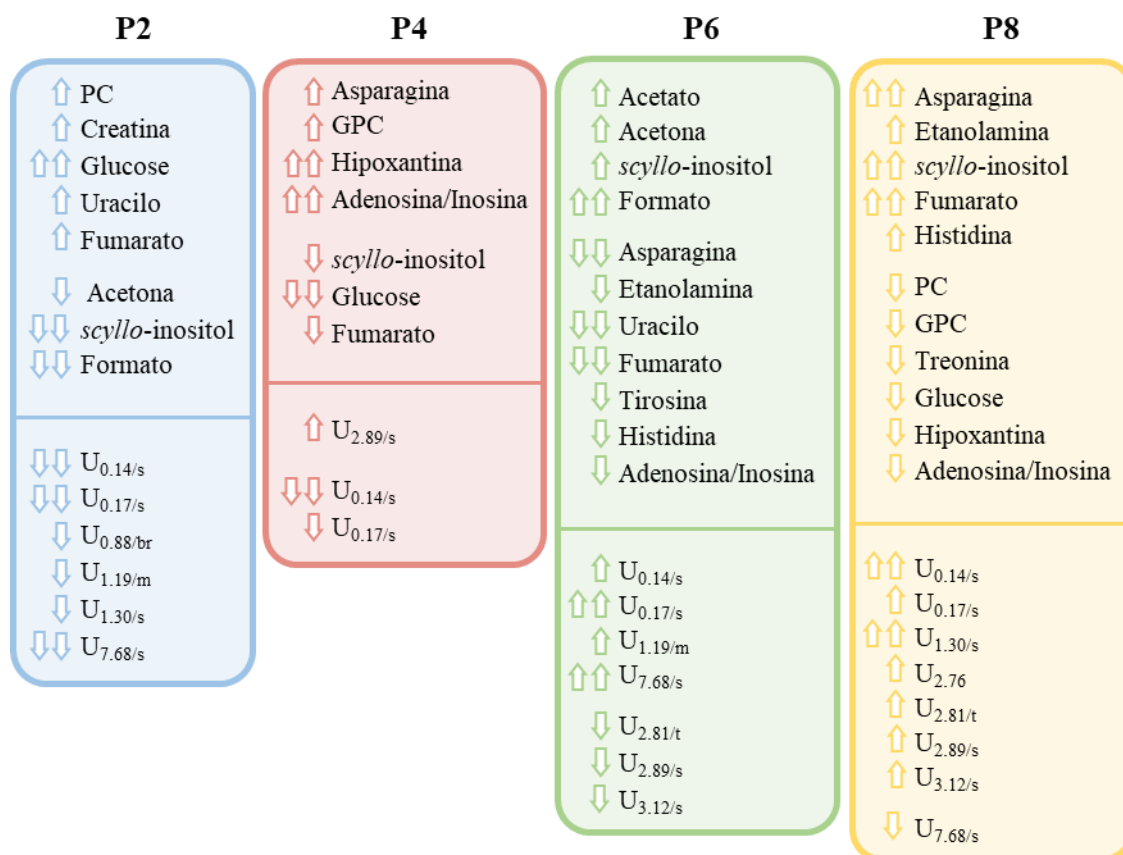 P2
PC
Creatina
Glucose
Uracilo
Fumarato
Acetona
scyllo-inositol
Formato
U0.14/s
U0.17/s
U0.88/br
U1.19/m
U1.30/s
U7.68/s
P4
Asparagina
GPC
Hipoxantina
Adenosina/Inosina
scyllo-inositol
Glucose
Fumarato
U2.89/s
U0.14/s
U0.17/s
P6
Acetato
Acetona
scyllo-inositol
Formato
Asparagina
Etanolamina
Uracilo
Fumarato
Tirosina
Histidina
Adenosina/Inosina
U0.14/s
U0.17/s
U1.19/m
U7.68/s
U2.81/t
U2.89/s
U3.12/s
P8
Asparagina
Etanolamina
scyllo-inositol
Fumarato
Histidina
PC
GPC
Treonina
Glucose
Hipoxantina
Adenosina/Inosina
U0.14/s
U0.17/s
U1.30/s
U2.76
U2.81/t
U2.89/s
U3.12/s
U7.68/s